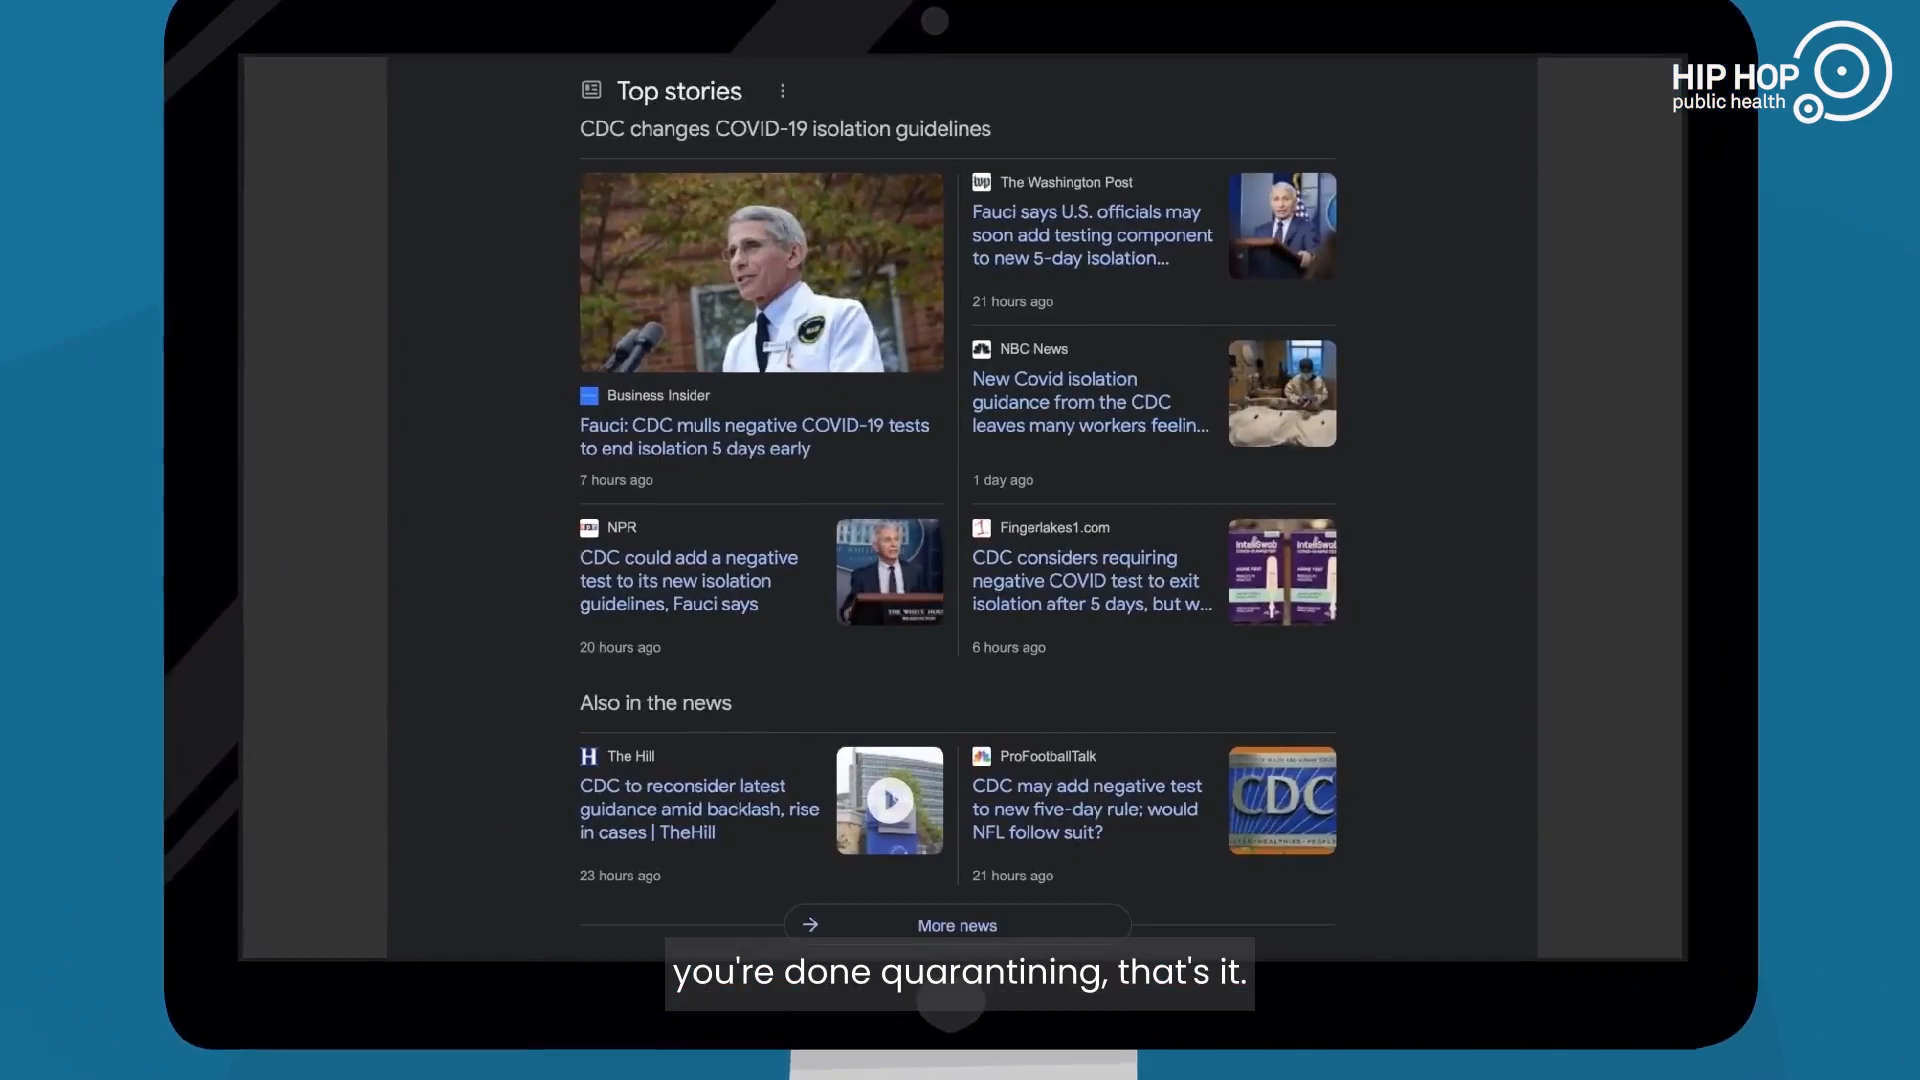 HIP HOP
public health
Top stories
CDC changes COVID-19 isolation guidelines
Business Insider
Fauci: CDC mulls negative COVID-19 tests
to end isolation 5 days early
7 hours ago
The Washington Post
Fauci says U.S. officials may
soon add testing component
to new 5-day isolation...
21 hours ago
NBC News
New Covid isolation
guidance from the CDC
leaves many workers feelin...
1 day ago
NPR
CDC could add a negative
test to its new isolation
guidelines, Fauci says
20 hours ago
THE WHITE HOU
WASHINGTON
Fingerlakes1.com
CDC considers requiring
negative COVID test to exit
isolation after 5 days, but w...
6 hours ago
InteliSwab
Also in the news
H The Hill
CDC to reconsider latest
guidance amid backlash, rise
in cases | TheHill
23 hours ago
ProFootballTalk
CDC may add negative test
to new five-day rule; would
NFL follow suit?
21 hours ago
CDC
More news
you're done quarantining, that's it.